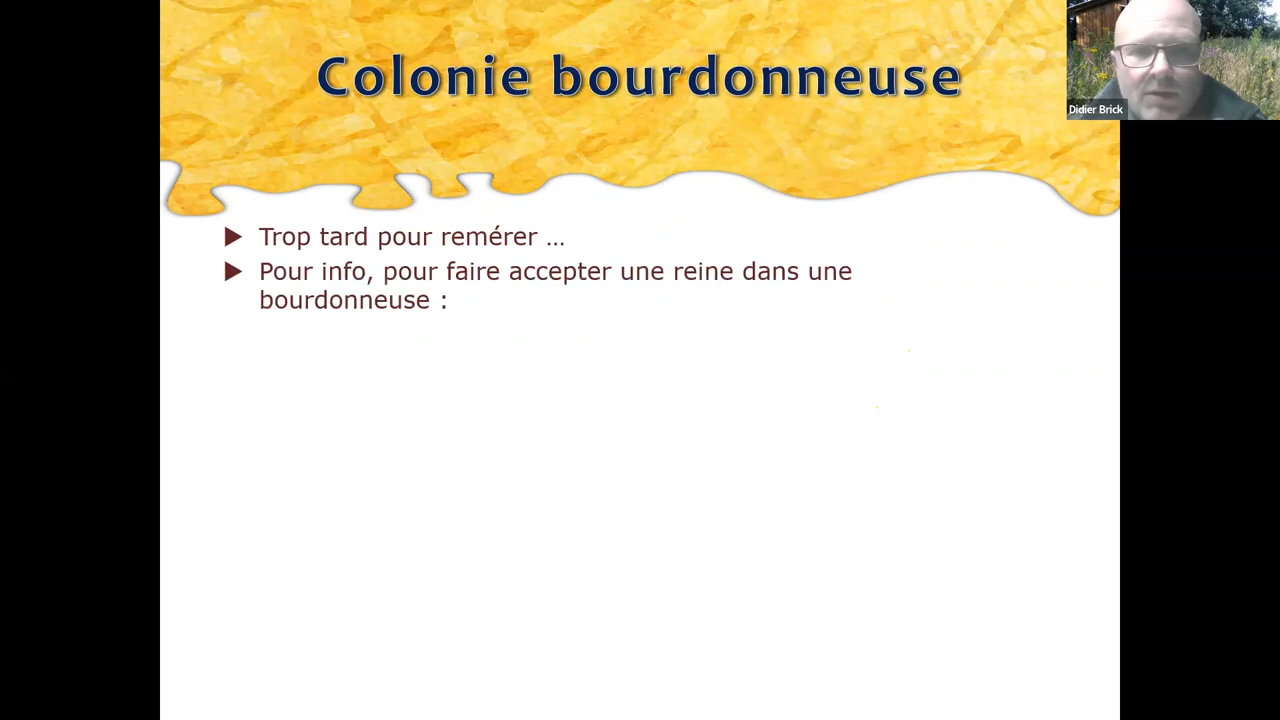 Colonie bourdonneuse
Didier Brick
Trop tard pour remérer ...
Pour info, pour faire accepter une reine dans une
bourdonneuse :